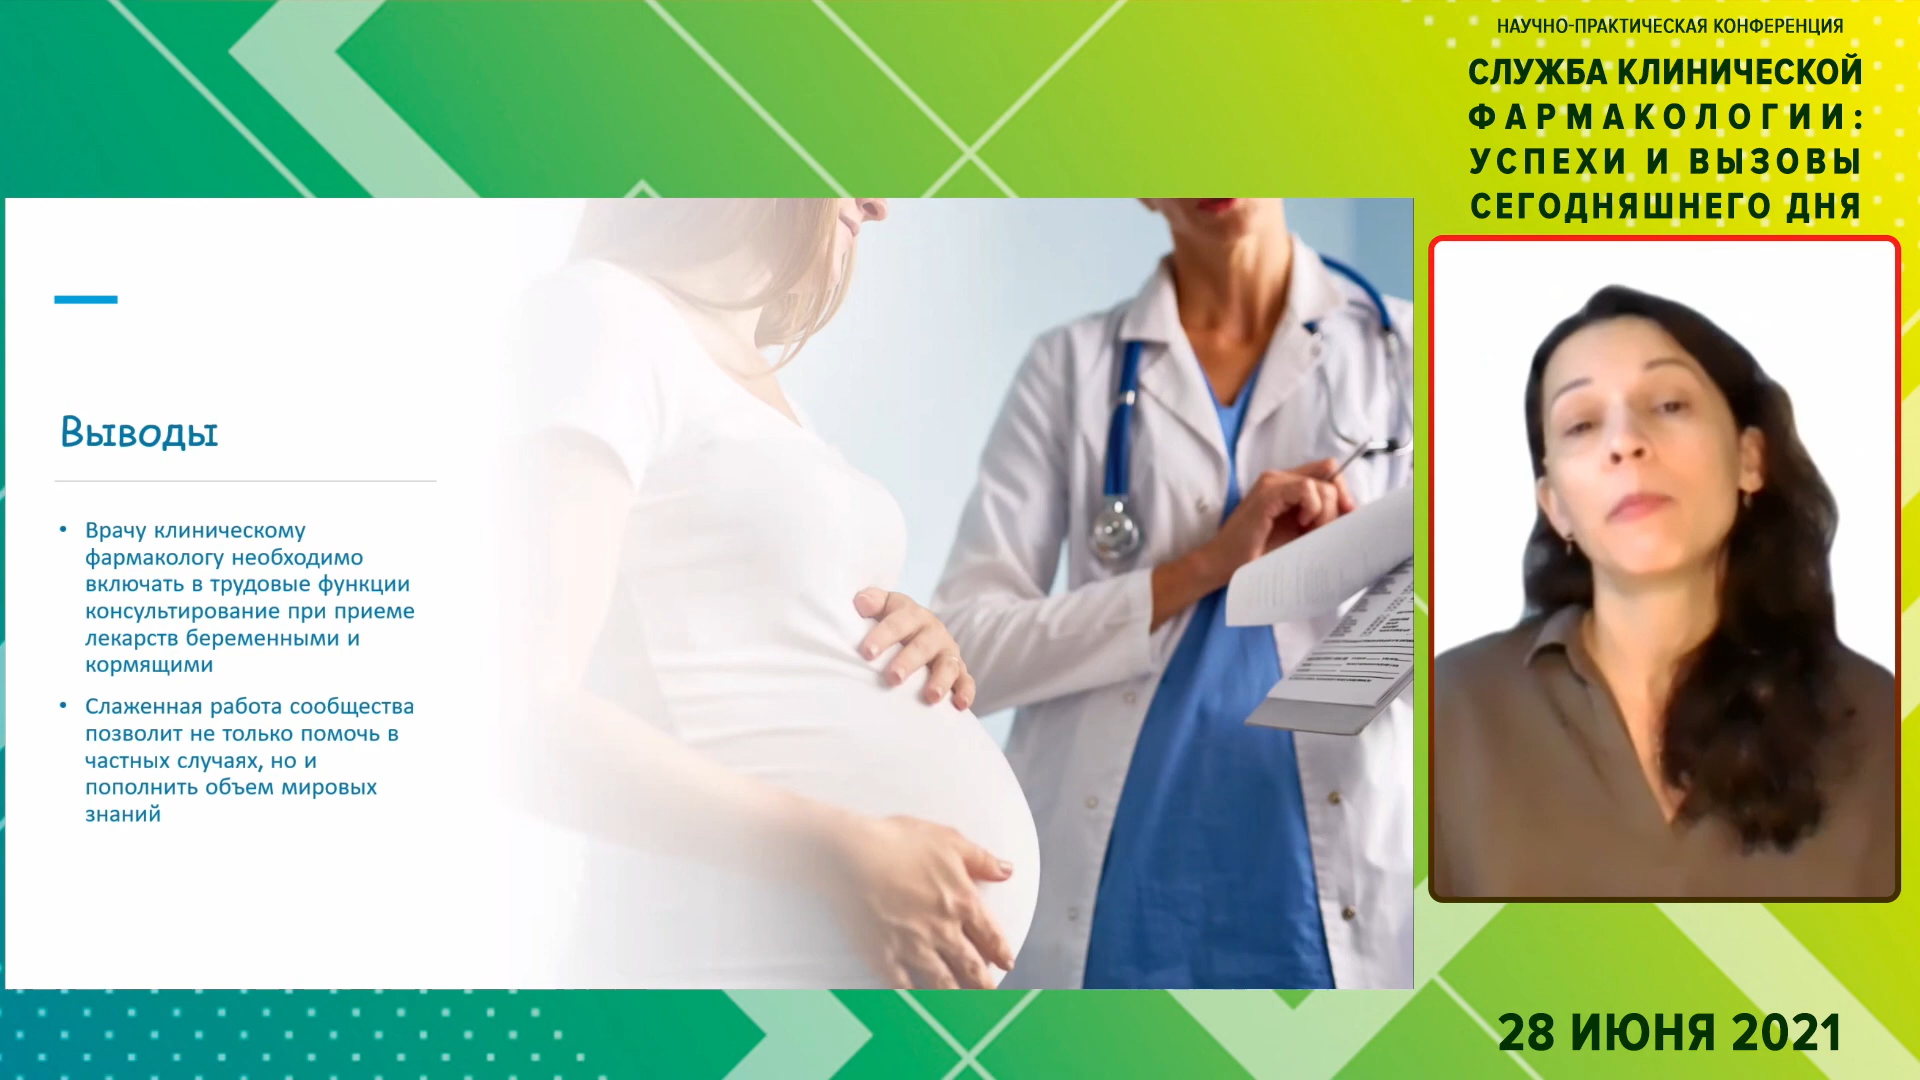 НАУЧНО-ПРАКТИЧЕСКАЯ КОНФЕРЕНЦИЯ
СЛУЖБА КЛИНИЧЕСКОЙ
ФАРМАКОЛОГИИ:
УСПЕХИ И ВЫЗОВЫ
СЕГОДНЯШНЕГО ДНЯ
Выводы
• Врачу клиническому
фармакологу необходимо
включать в трудовые функции
консультирование при приеме
лекарств беременными и
кормящими
• Слаженная работа сообщества
позволит не только помочь в
частных случаях, но и
пополнить объем мировых
знаний
28 ИЮНЯ 2021